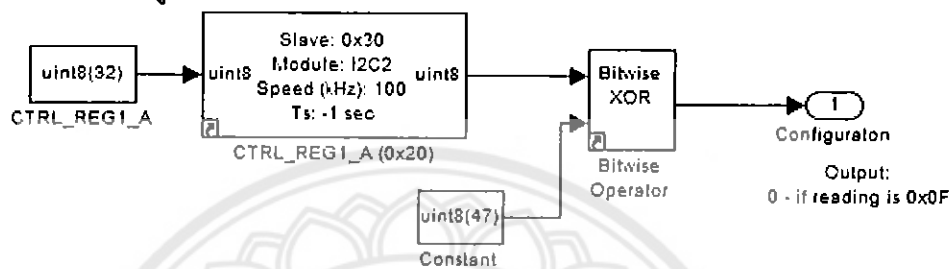 Slave: 0x30
Module: I2C2
Speed (kHz): 100
Ts: -1 sec
uint8(32)
uint8
uint8
CTRL_REG1_A
CTRL_REG1_A (0x20)
Bitwise
XOR
Bitwise
Operator
1
Configuraton
Output:
0 - if reading is 0x0F
uint8(47)
Constant